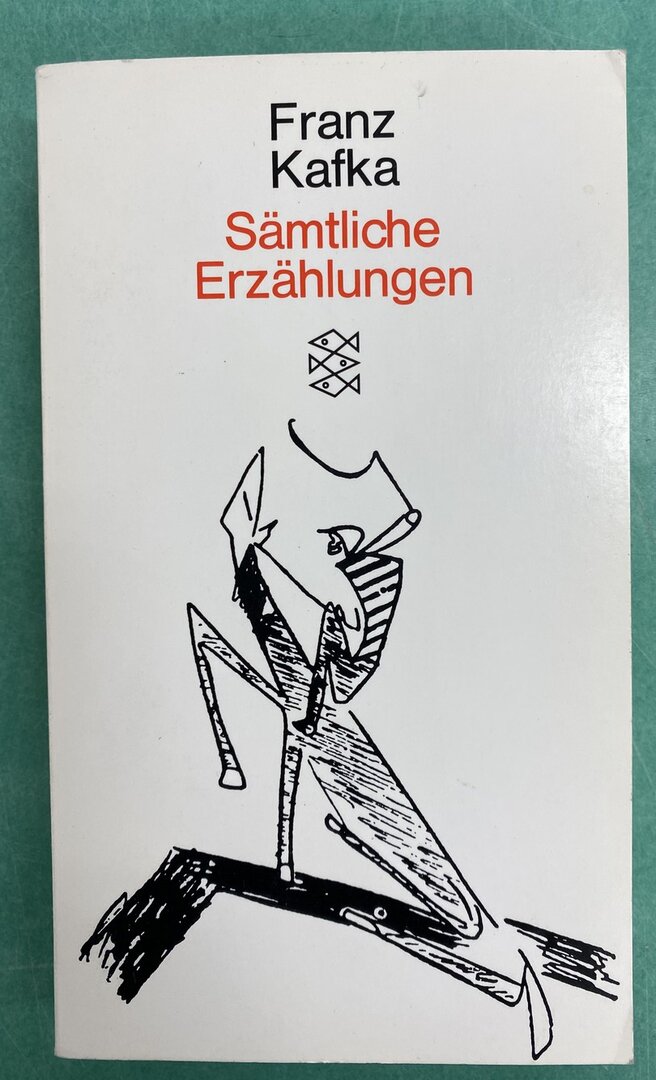 Franz
Kafka
Sämtliche
Erzählungen